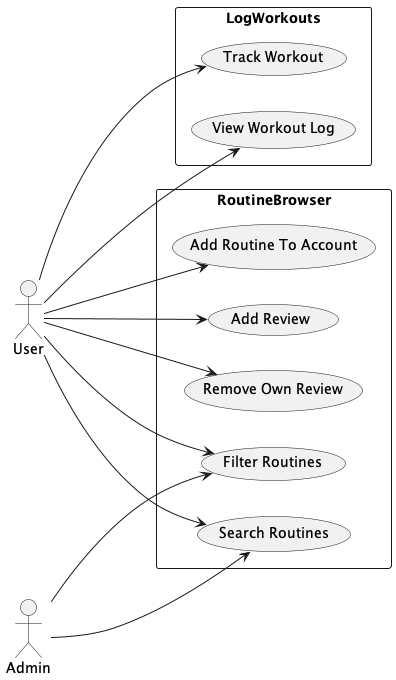 LogWorkouts
Track Workout
View Workout Log
RoutineBrowser
Add Routine To Account
Add Review
Remove Own Review
Filter Routines
Search Routines
User
Admin